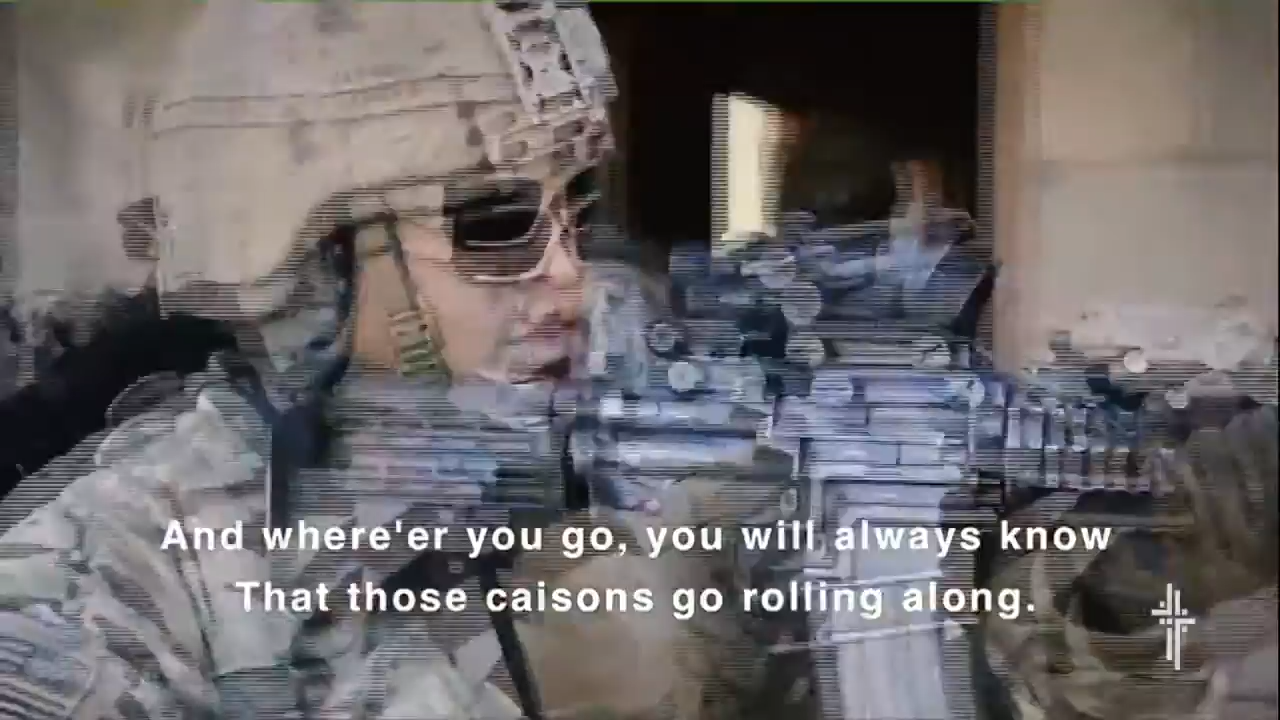 And where'er you go, you will always know
That those caisons go rolling along.